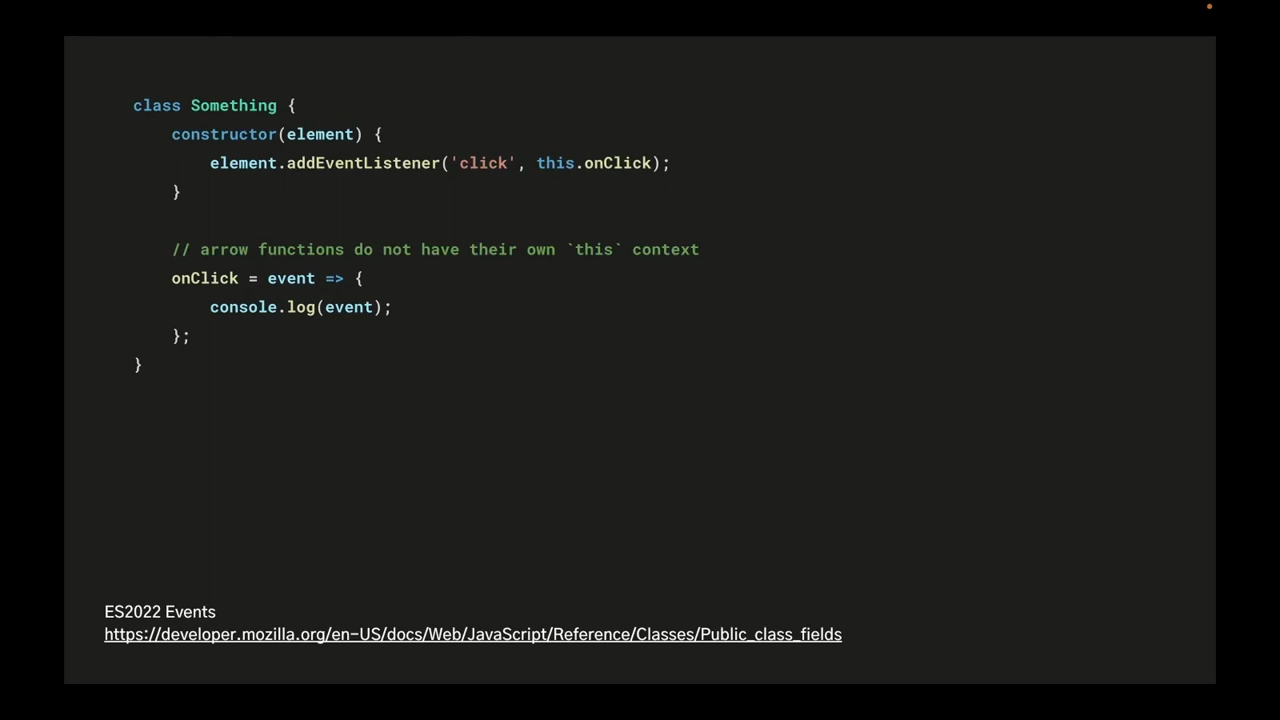 class Something {
    constructor(element) {
        element.addEventListener('click', this.onClick);
    }

    // arrow functions do not have their own `this` context
    onClick = event => {
        console.log(event);
    };
}

ES2022 Events
https://developer.mozilla.org/en-US/docs/Web/JavaScript/Reference/Classes/Public_class_fields